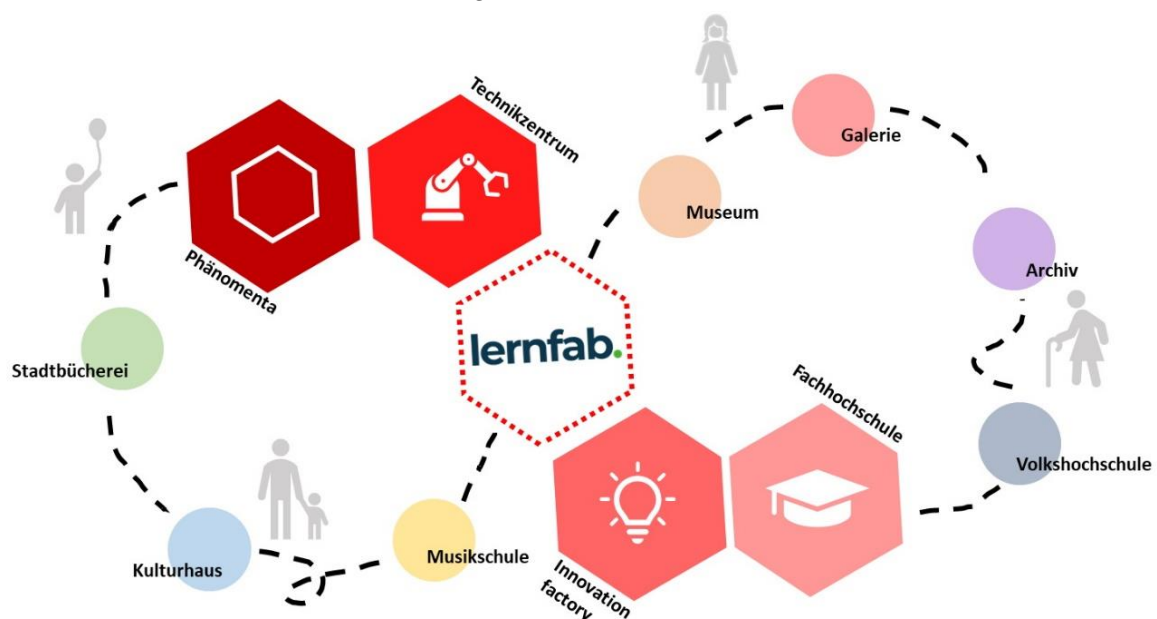 Technikzentrum
Galerie
Museum
Phänomenta
Archiv
lernfab.
Stadtbücherei
Fachhochschule
Volkshochschule
Musikschule
Kulturhaus
Innovation
factory